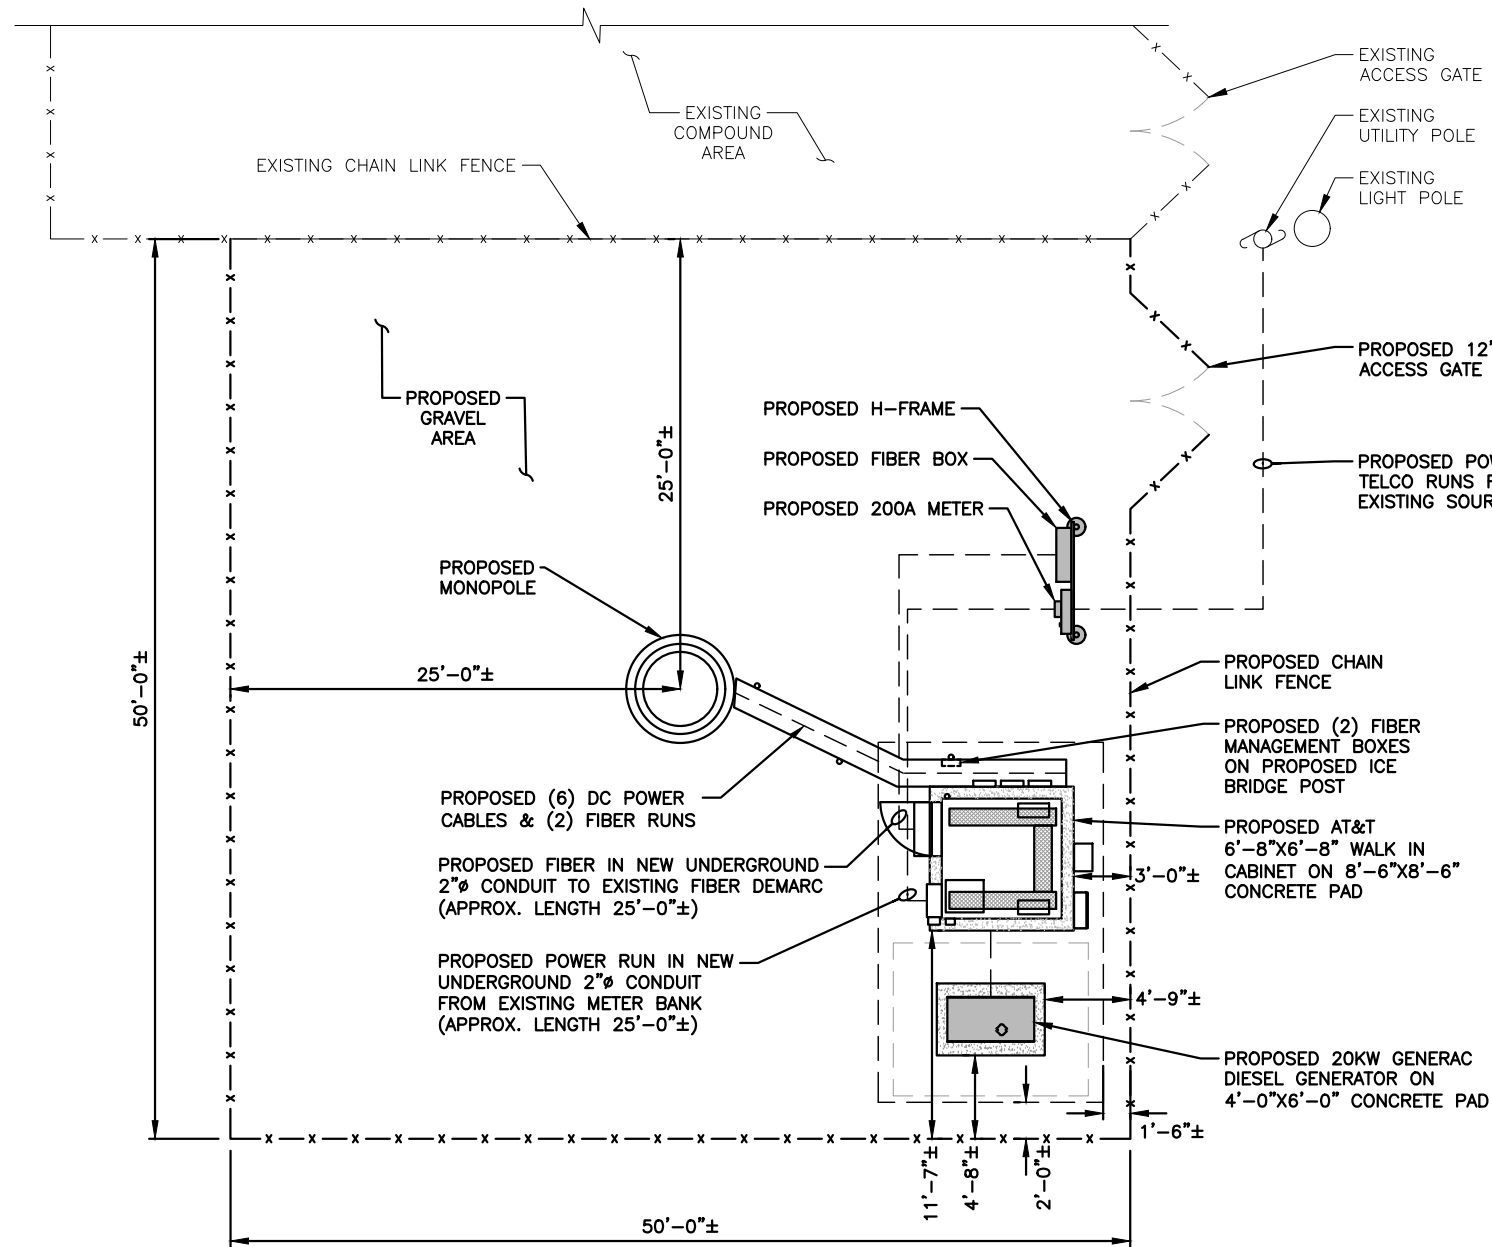 EXISTING
ACCESS GATE
EXISTING
UTILITY POLE
EXISTING
LIGHT POLE
EXISTING
COMPOUND
AREA
EXISTING CHAIN LINK FENCE
PROPOSED 12'
ACCESS GATE
PROPOSED
GRAVEL
AREA
PROPOSED H-FRAME
PROPOSED FIBER BOX
PROPOSED 200A METER
25'-0"±
PROPOSED
TELCO RUNS
EXISTING
PROPOSED
MONOPOLE
25'-0"±
50'-0"±
PROPOSED CHAIN
LINK FENCE
PROPOSED (2) FIBER
MANAGEMENT BOXES
ON PROPOSED ICE
BRIDGE POST
PROPOSED (6) DC POWER
CABLES & (2) FIBER RUNS
PROPOSED AT&T
6'-8"X6'-8" WALK IN
CABINET ON 8'-6"X8'-6"
CONCRETE PAD
3'-0"±
PROPOSED FIBER IN NEW UNDERGROUND
2"ø CONDUIT TO EXISTING FIBER DEMARC
(APPROX. LENGTH 25'-0"±)
PROPOSED POWER RUN IN NEW
UNDERGROUND 2"ø CONDUIT
FROM EXISTING METER BANK
(APPROX. LENGTH 25'-0"±)
4'-9"±
PROPOSED 20KW GENERAC
DIESEL GENERATOR ON
4'-0"X6'-0" CONCRETE PAD
1'-6"±
11'-7"±
4'-8"±
2'-0"±
50'-0"±